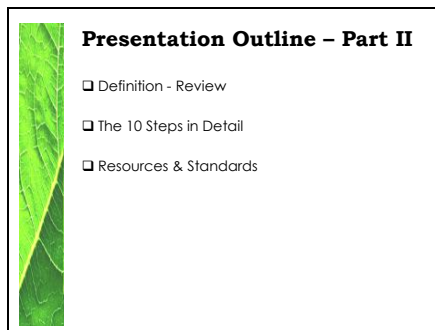 Presentation Outline – Part II
❑ Definition - Review
❑ The 10 Steps in Detail
❑ Resources & Standards